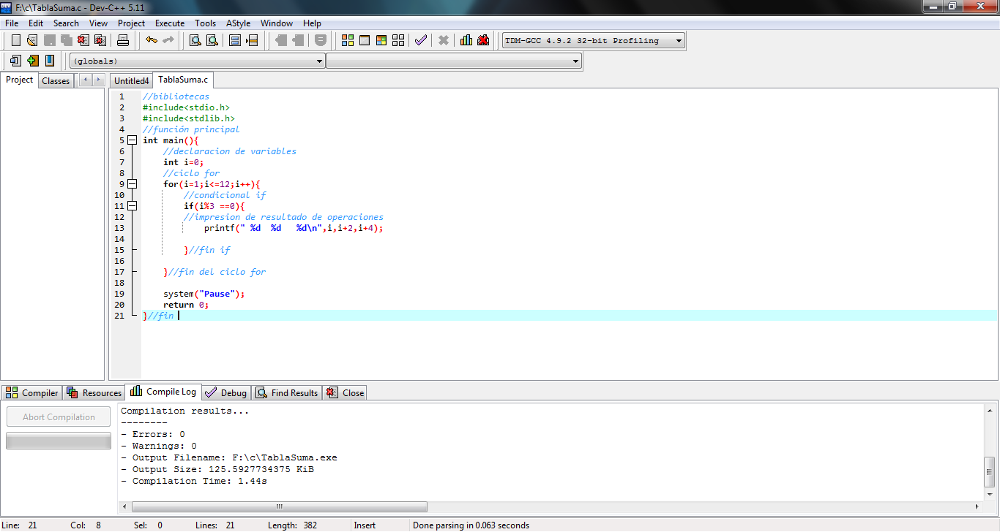 F:\c\TablaSuma.c - Dev-C++ 5.11
File Edit Search View Project Execute Tools AStyle Window Help
TDM-GCC 4.9.2 32-bit Profiling
(globals)
Project Classes Untitled4 TablaSuma.c
1 //bibliotecas
2 #include<stdio.h>
3 #include<stdlib.h>
4 //función principal
5 int main(){
6 //declaracion de variables
7 int i=0;
8 //ciclo for
9 for(i=1;i<=12;i++){
10 //condicional if
11 if(i%3 ==0){
12 //impresion de resultado de operaciones
13 printf(" %d  %d   %d\n",i,i+2,i+4);
14
15 }//fin if
16
17 }//fin del ciclo for
18
19 system("Pause");
20 return 0;
21 }//fin
Compiler Resources Compile Log Debug Find Results Close
Abort Compilation
Compilation results...
--------
- Errors: 0
- Warnings: 0
- Output Filename: F:\c\TablaSuma.exe
- Output Size: 125.5927734375 KiB
- Compilation Time: 1.44s
Line: 21 Col: 8 Sel: 0 Lines: 21 Length: 382 Insert Done parsing in 0.063 seconds